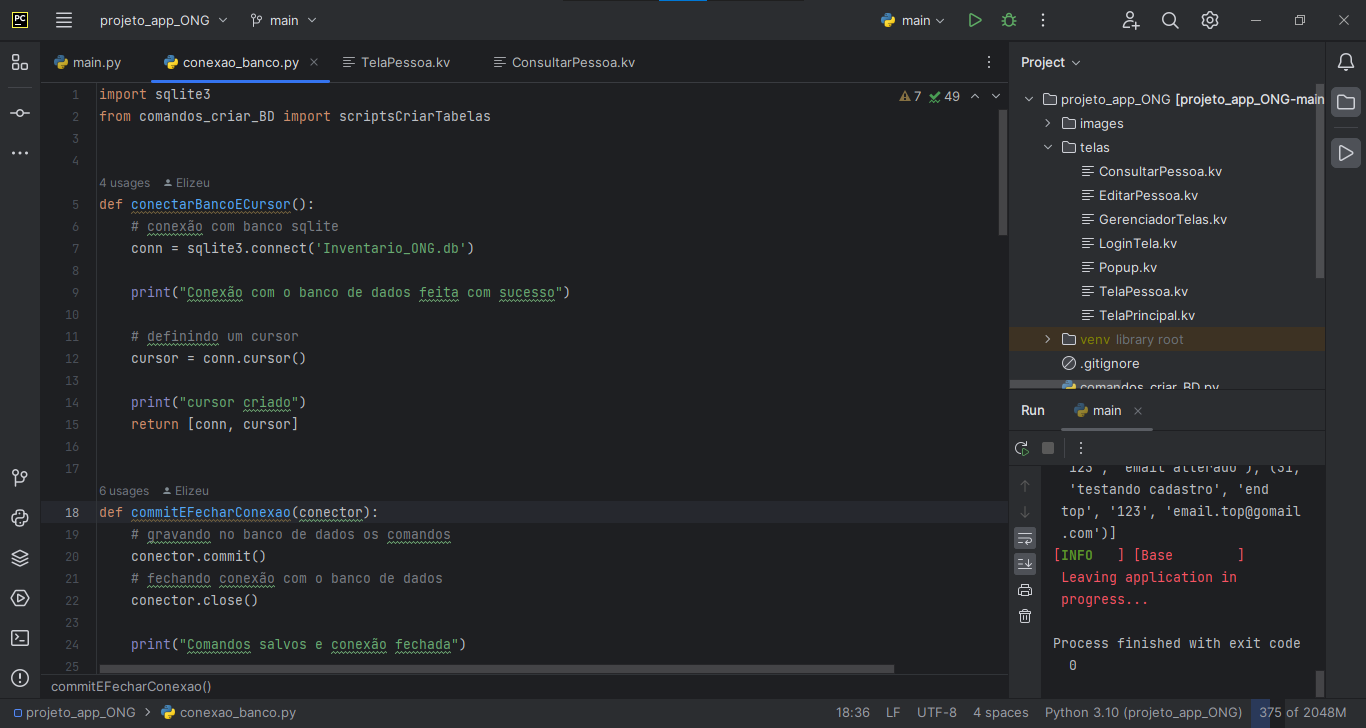 PC
projeto_app_ONG
main
main
main.py
conexao_banco.py
TelaPessoa.kv
ConsultarPessoa.kv
Project
7
49
1 import sqlite3
2 from comandos_criar_BD import scriptsCriarTabelas
3
4
4 usages Elizeu
5 def conectarBancoECursor():
6 # conexão com banco sqlite
7 conn = sqlite3.connect('Inventario_ONG.db')
8
9 print("Conexão com o banco de dados feita com sucesso")
10
11 # definindo um cursor
12 cursor = conn.cursor()
13
14 print("cursor criado")
15 return [conn, cursor]
16
17
6 usages Elizeu
18 def commitEFecharConexao(conector):
19 # gravando no banco de dados os comandos
20 conector.commit()
21 # fechando conexão com o banco de dados
22 conector.close()
23
24 print("Comandos salvos e conexão fechada")
25
commitEFecharConexao()
projeto_app_ONG [projeto_app_ONG-main
images
telas
ConsultarPessoa.kv
EditarPessoa.kv
GerenciadorTelas.kv
LoginTela.kv
Popup.kv
TelaPessoa.kv
TelaPrincipal.kv
venv library root
.gitignore
comandos_criar_BD.py
Run
main
123', 'email alterado'), (31,
'testando cadastro', 'end
top', '123', 'email.top@gomail
.com')]
[INFO   ] [Base        ]
Leaving application in
progress...
Process finished with exit code
0
projeto_app_ONG
conexao_banco.py
18:36
LF
UTF-8
4 spaces
Python 3.10 (projeto_app_ONG)
375 of 2048M